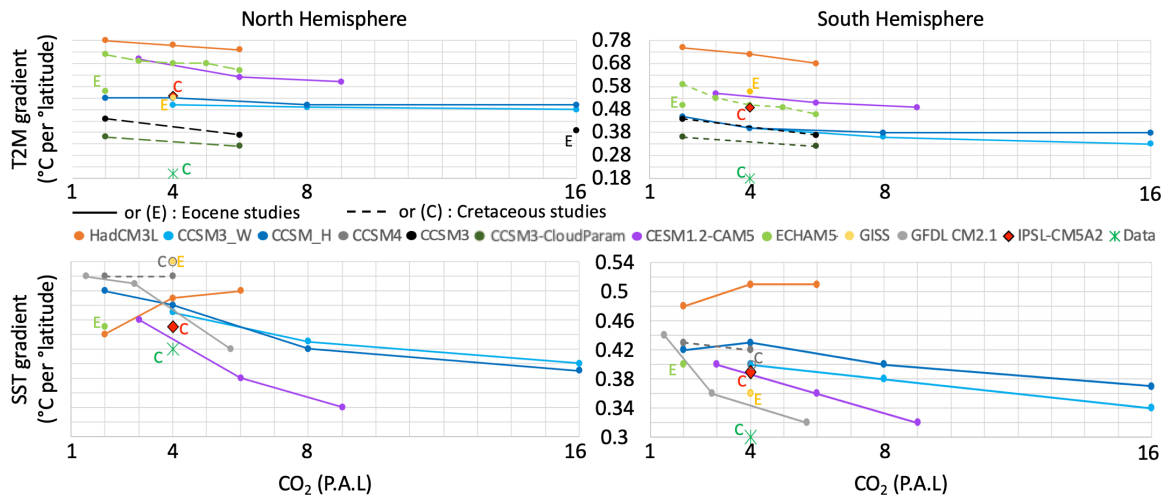 North Hemisphere
South Hemisphere
T2M gradient
(°C per °latitude)
0.78
0.68
0.58
0.48
0.38
0.28
0.18
E
E
C
E
C
E
E
C
C
1
4
8
16
1
4
8
16
or (E) : Eocene studies
or (C) : Cretaceous studies
HadCM3L
CCSM3_W
CCSM_H
CCSM4
CCSM3
CCSM3-CloudParam
CESM1.2-CAM5
ECHAM5
GISS
GFDL CM2.1
IPSL-CM5A2
Data
SST gradient
(°C per °latitude)
0.54
0.5
0.46
0.42
0.38
0.34
0.3
C
E
E
C
C
C
E
C
E
C
1
4
8
16
1
4
8
16
CO2 (P.A.L)
CO2 (P.A.L)